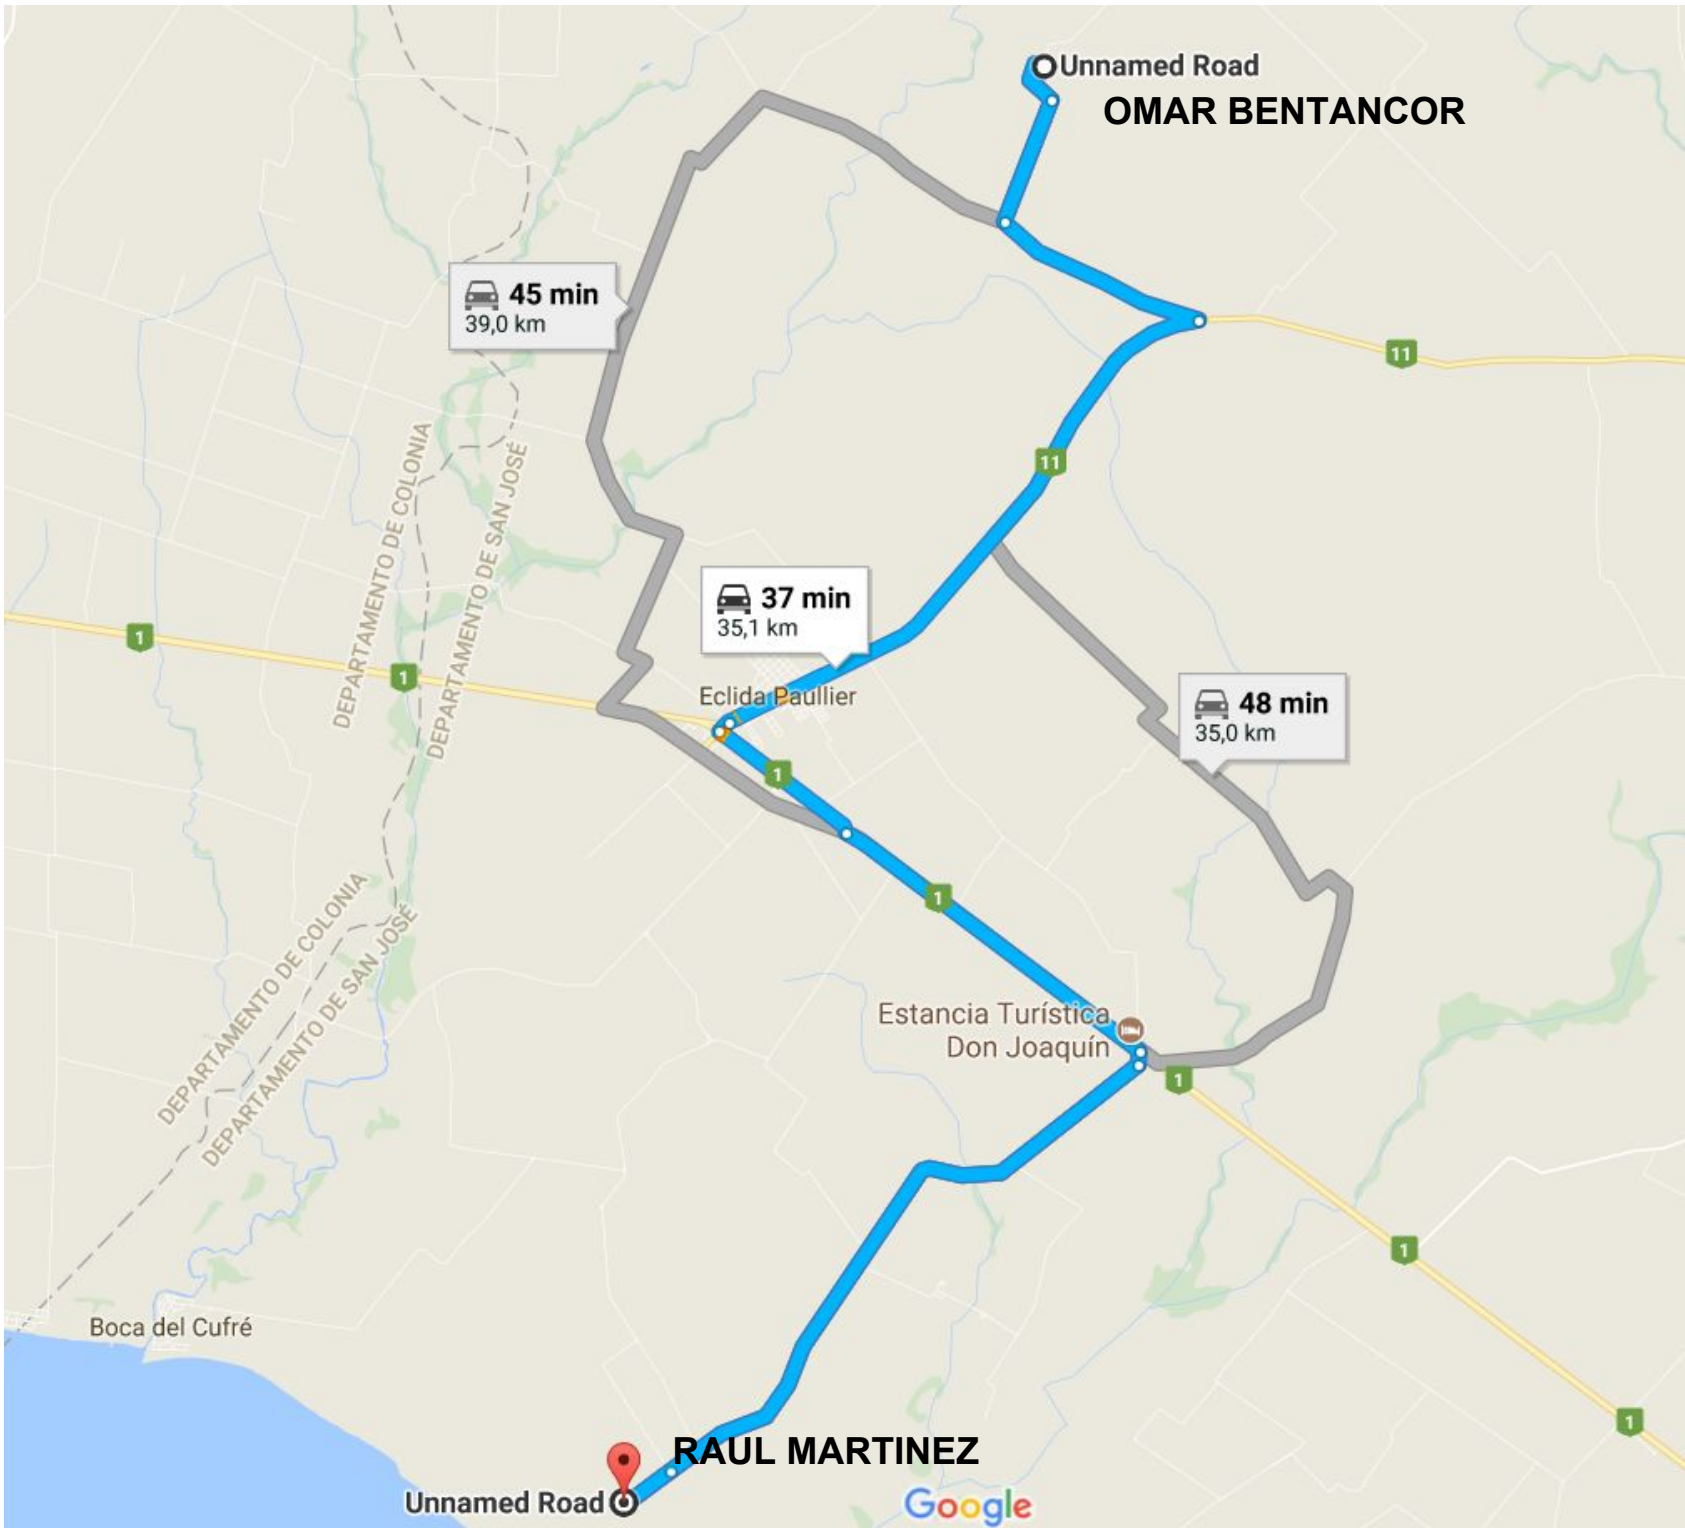 Unnamed Road
OMAR BENTANCOR
45 min
39,0 km
11
11
DEPARTAMENTO DE COLONIA
DEPARTAMENTO DE SAN JOSÉ
37 min
35,1 km
1
1
Eclida Paullier
48 min
35,0 km
1
1
DEPARTAMENTO DE COLONIA
DEPARTAMENTO DE SAN JOSÉ
Estancia Turística
Don Joaquín
1
1
Boca del Cufré
1
RAUL MARTINEZ
Unnamed Road
Google